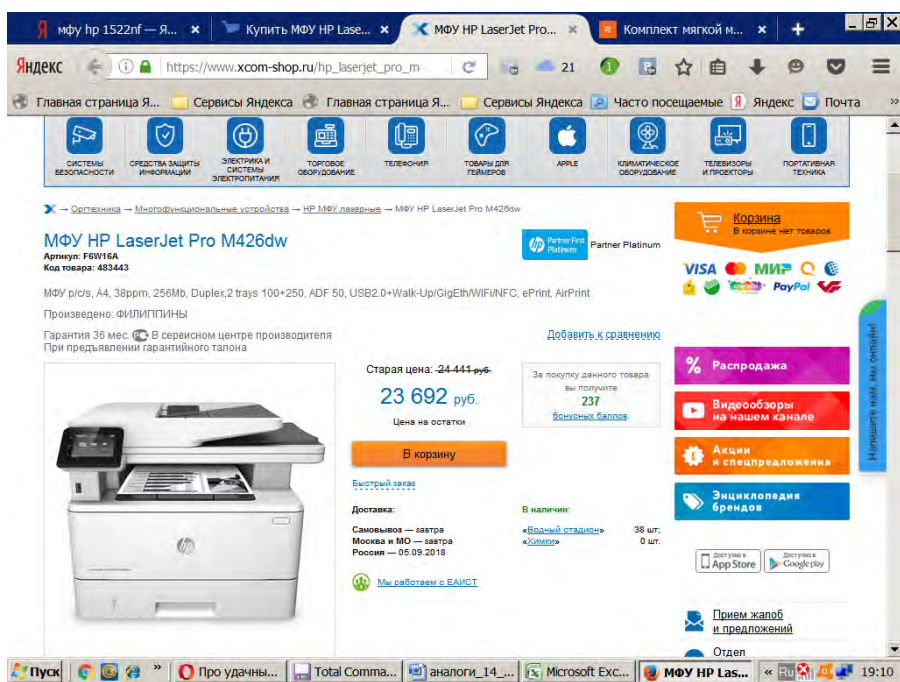 мфу hp 1522nf — Я...
Купить МФУ HP Lase...
МФУ HP LaserJet Pro...
Комплект мягкой м...
Яндекс
https://www.xcom-shop.ru/hp_laserjet_pro_m
21
Главная страница Я...
Сервисы Яндекса
Главная страница Я...
Сервисы Яндекса
Часто посещаемые
Яндекс
Почта
»
СИСТЕМЫ БЕЗОПАСНОСТИ
СРЕДСТВА ЗАЩИТЫ ИНФОРМАЦИИ
ЭЛЕКТРИКА И СИСТЕМЫ ЭЛЕКТРОПИТАНИЯ
ТОРГОВОЕ ОБОРУДОВАНИЕ
ТЕЛЕФОНИЯ
ТОВАРЫ ДЛЯ ГЕЙМЕРОВ
APPLE
КЛИМАТИЧЕСКОЕ ОБОРУДОВАНИЕ
ТЕЛЕВИЗОРЫ И ПРОЕКТОРЫ
ПОРТАТИВНАЯ ТЕХНИКА
→ Оргтехника → Многофункциональные устройства → HP МФУ лазерные → МФУ HP LaserJet Pro M426dw
МФУ HP LaserJet Pro M426dw
Артикул: F6W16A
Код товара: 483443
hp Partner First Platinum
Partner Platinum
МФУ p/c/s, A4, 38ppm, 256Mb, Duplex,2 trays 100+250, ADF 50, USB2.0+Walk-Up/GigEth/WiFi/NFC, ePrint, AirPrint
Произведено: ФИЛИППИНЫ
Гарантия 36 мес. В сервисном центре производителя
При предъявлении гарантийного талона
Добавить к сравнению
Старая цена: 24 441 руб.
23 692 руб.
Цена на остатки
За покупку данного товара
вы получите
237
бонусных баллов.
В корзину
Быстрый заказ
Доставка:
Самовывоз — завтра
Москва и МО — завтра
Россия — 05.09.2018
В наличии:
«Водный стадион» 38 шт.
«Химки» 0 шт.
Мы работаем с ЕАИСТ
hp
Корзина
В корзине нет товаров
VISA
МИР
PayPal
% Распродажа
Видеообзоры
на нашем канале
Акции
и спецпредложения
Энциклопедия
брендов
Напишите нам, мы онлайн!
Доступно в
App Store
Доступно в
Google play
Прием жалоб
и предложений
Отдел
Пуск
»
Про удачны...
Total Comma...
аналоги_14_...
Microsoft Exc...
МФУ HP Las...
«
Ru
19:10